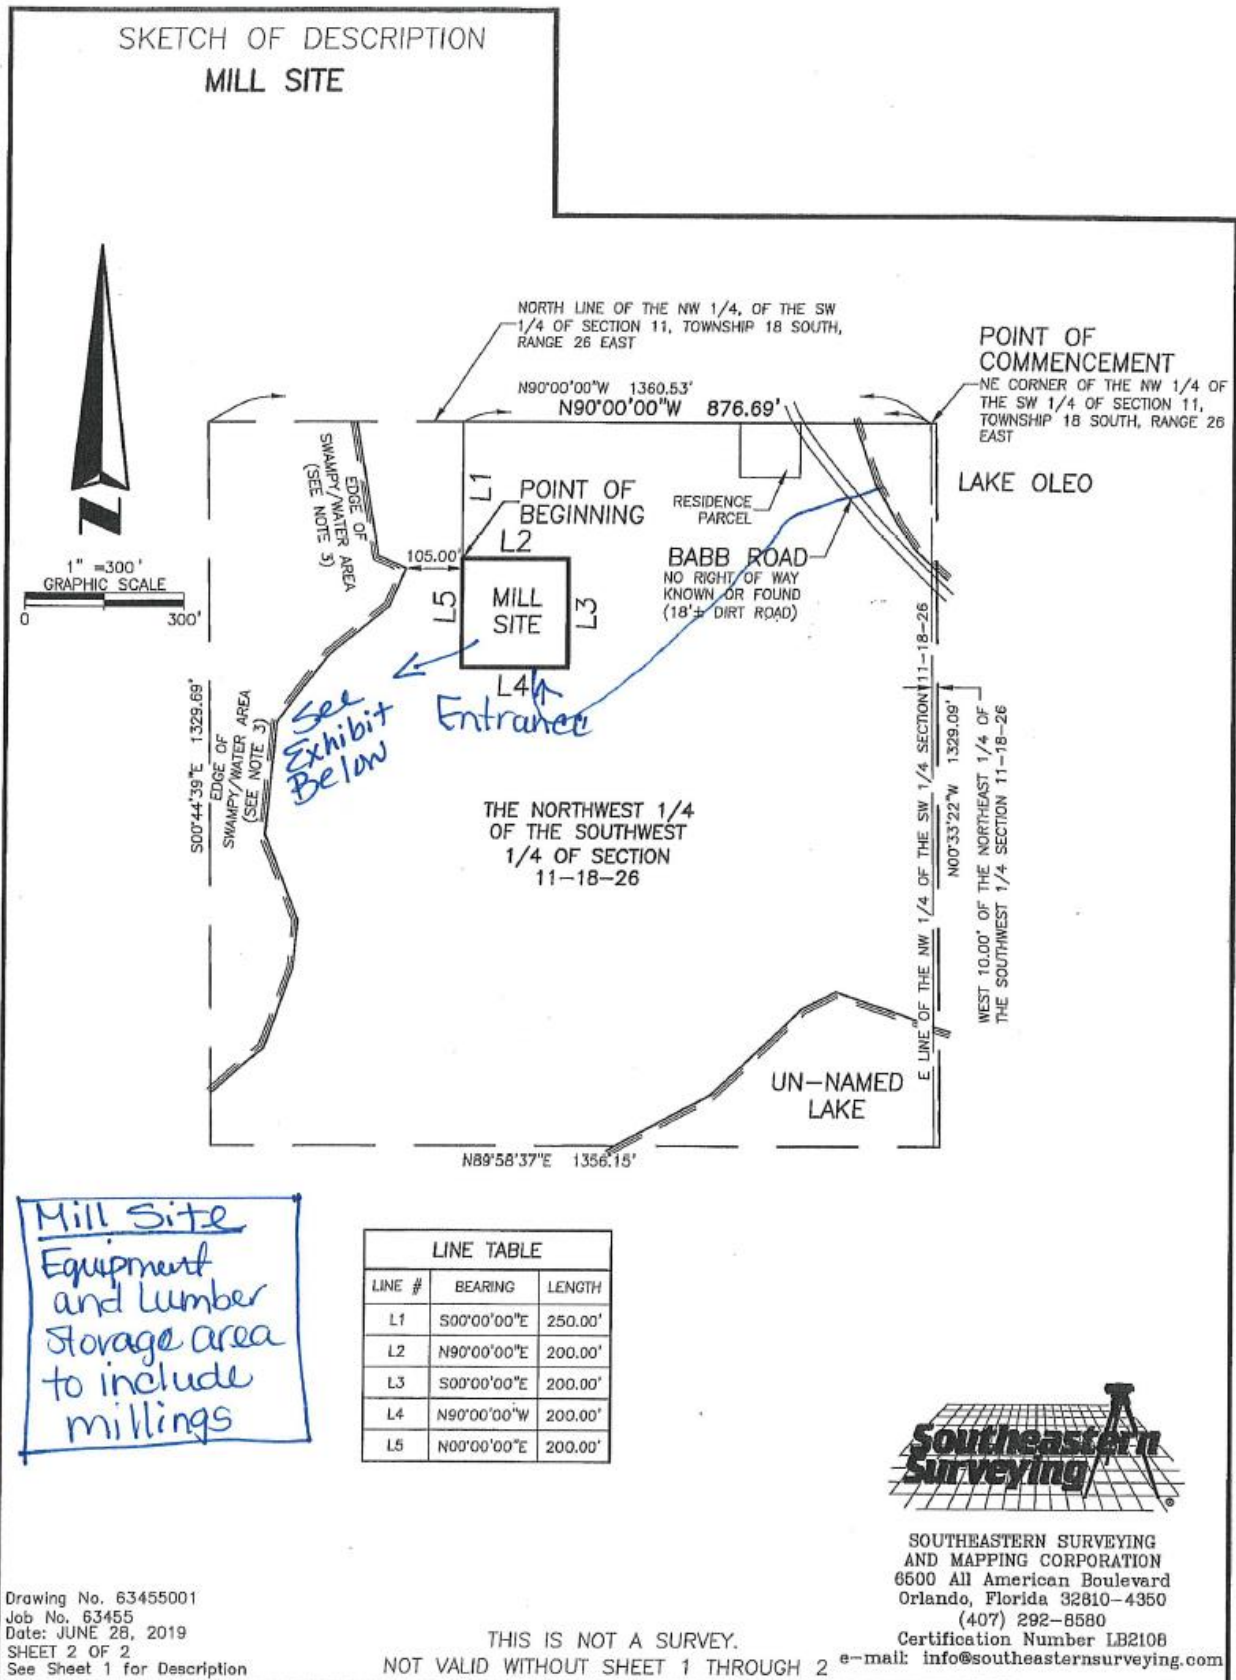 SKETCH OF DESCRIPTION
MILL SITE
NORTH LINE OF THE NW 1/4, OF THE SW
1/4 OF SECTION 11, TOWNSHIP 18 SOUTH,
RANGE 26 EAST
POINT OF
COMMENCEMENT
NE CORNER OF THE NW 1/4 OF
THE SW 1/4 OF SECTION 11,
TOWNSHIP 18 SOUTH, RANGE 26
EAST
N90°00'00"W 1360.53'
N90°00'00"W 876.69'
LAKE OLEO
EDGE OF
SWAMPY/WATER AREA
(SEE NOTE 3)
L1
POINT OF
BEGINNING
RESIDENCE
PARCEL
N
1" =300'
GRAPHIC SCALE
0 300'
105.00'
L2
BABB ROAD
NO RIGHT OF WAY
KNOWN OR FOUND
(18'± DIRT ROAD)
L5
MILL
SITE
L3
L4
Entrance
See
Exhibit
Below
S00°44'39"E 1329.69'
EDGE OF
SWAMPY/WATER AREA
(SEE NOTE 3)
THE NORTHWEST 1/4
OF THE SOUTHWEST
1/4 OF SECTION
11-18-26
E LINE OF THE NW 1/4 OF THE SW 1/4 SECTION 11-18-26
N00°33'22"W 1329.09'
WEST 10.00' OF THE NORTHEAST 1/4 OF
THE SOUTHWEST 1/4 SECTION 11-18-26
UN-NAMED
LAKE
N89°58'37"E 1356.15'
Mill Site
Equipment
and Lumber
Storage area
to include
millings
LINE TABLE
LINE # BEARING LENGTH
L1 S00°00'00"E 250.00'
L2 N90°00'00"E 200.00'
L3 S00°00'00"E 200.00'
L4 N90°00'00"W 200.00'
L5 N00°00'00"E 200.00'
Southeastern
Surveying
®
SOUTHEASTERN SURVEYING
AND MAPPING CORPORATION
6500 All American Boulevard
Orlando, Florida 32810-4350
(407) 292-8580
Certification Number LB2108
e-mail: info@southeasternsurveying.com
Drawing No. 63455001
Job No. 63455
Date: JUNE 28, 2019
SHEET 2 OF 2
See Sheet 1 for Description
THIS IS NOT A SURVEY.
NOT VALID WITHOUT SHEET 1 THROUGH 2